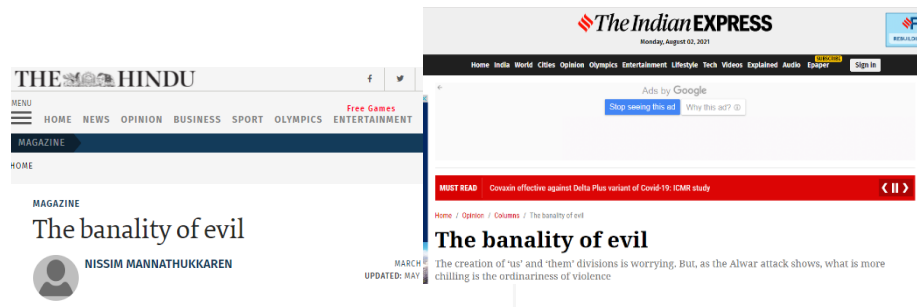 THE HINDU
MENU
Free Games
HOME NEWS OPINION BUSINESS SPORT OLYMPICS ENTERTAINMENT
MAGAZINE
HOME
MAGAZINE
The banality of evil
NISSIM MANNATHUKKAREN
MARCH
UPDATED: MAY
The Indian EXPRESS
Monday, August 02, 2021
SUBSCRIBE
Home India World Cities Opinion Olympics Entertainment Lifestyle Tech Videos Explained Audio Epaper Sign in
Ads by Google
Stop seeing this ad Why this ad?
MUST READ Covaxin effective against Delta Plus variant of Covid-19: ICMR study
Home / Opinion / Columns / The banality of evil
The banality of evil
The creation of ‘us’ and ‘them’ divisions is worrying. But, as the Alwar attack shows, what is more
chilling is the ordinariness of violence